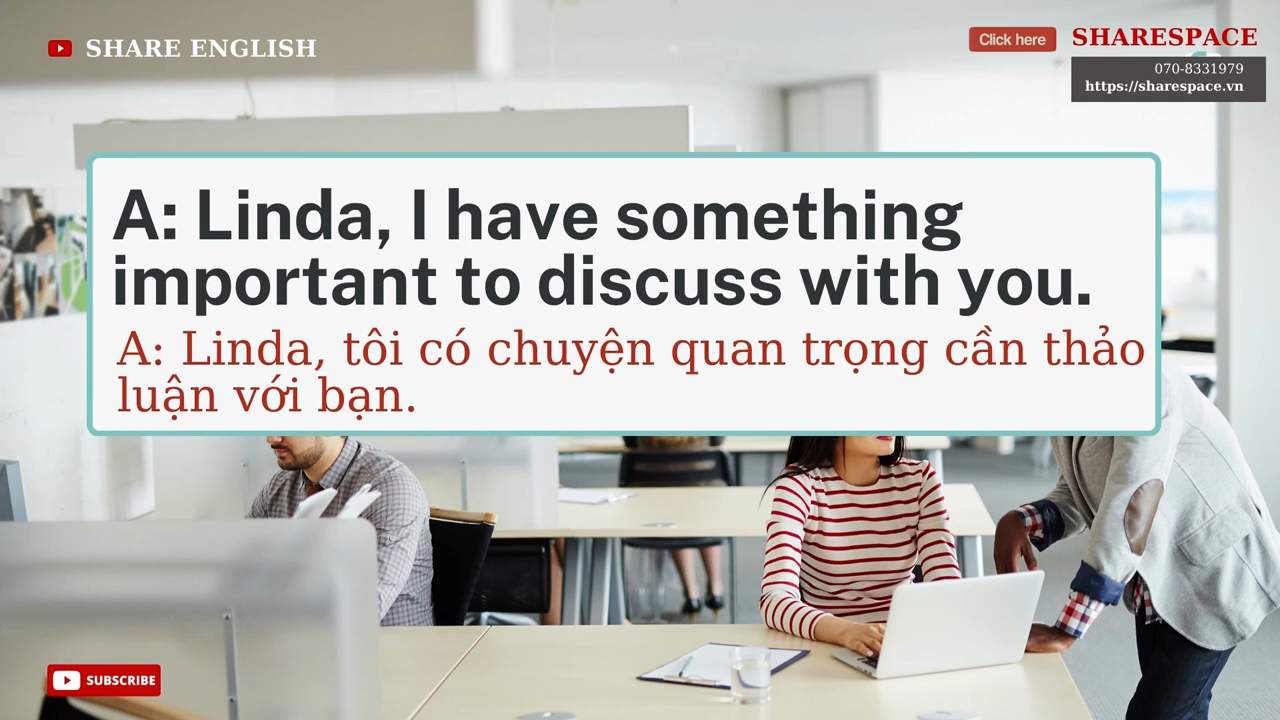 SHARE ENGLISH
Click here
SHARESPACE
070-8331979
https://sharespace.vn
A: Linda, I have something
important to discuss with you.
A: Linda, tôi có chuyện quan trọng cần thảo
luận với bạn.
SUBSCRIBE